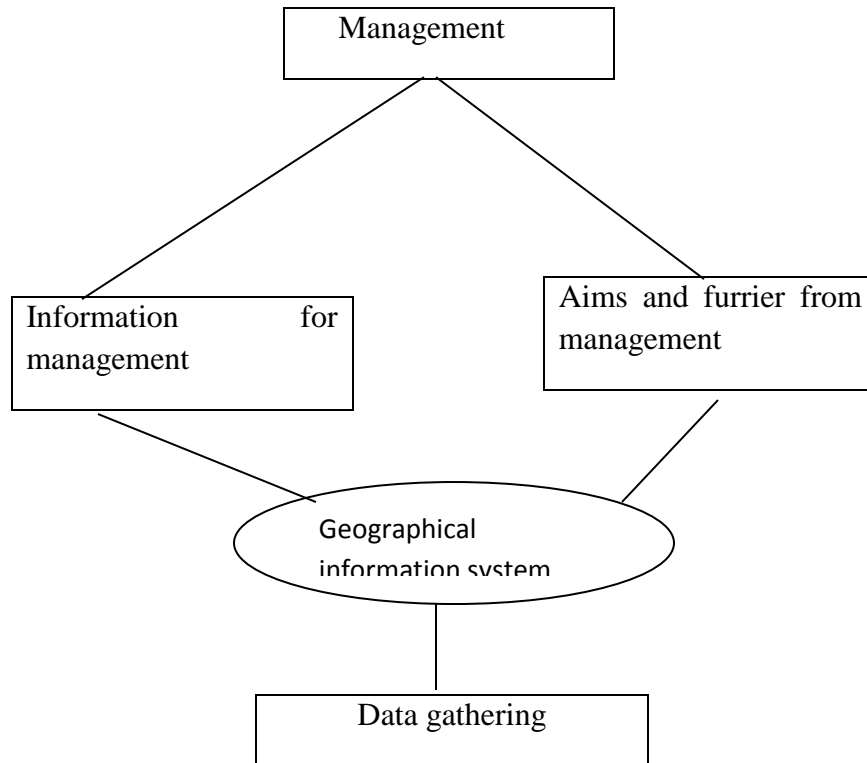 Management
Information for
management
Aims and furrier from
management
Geographical
information system
Data gathering